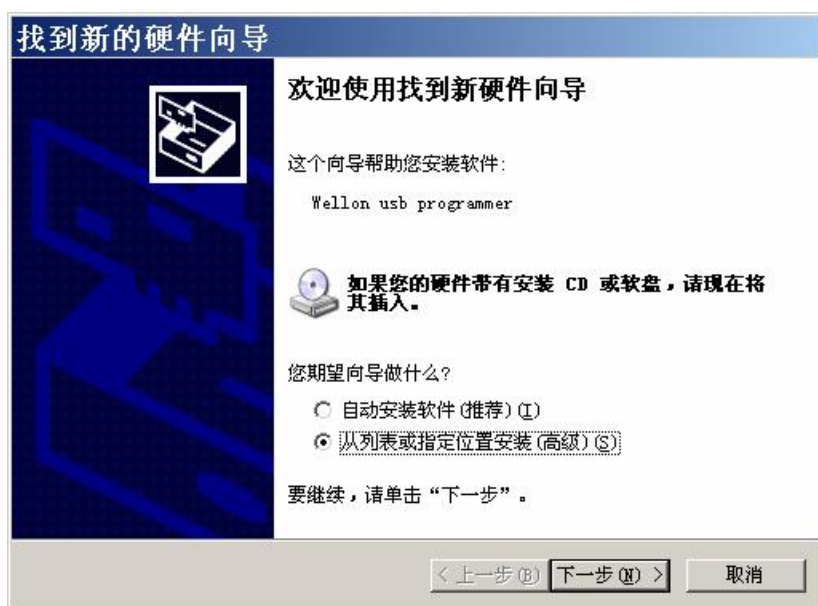 找到新的硬件向导
欢迎使用找到新硬件向导
这个向导帮助您安装软件:
Wellon usb programmer
如果您的硬件带有安装 CD 或软盘，请现在将
其插入。
您期望向导做什么?
自动安装软件(推荐)(I)
从列表或指定位置安装(高级)(S)
要继续，请单击“下一步”。
< 上一步(B) 下一步(N) > 取消